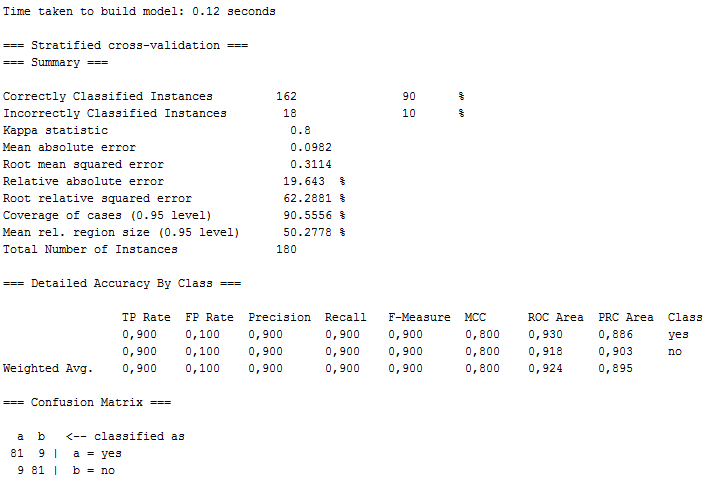 Time taken to build model: 0.12 seconds
=== Stratified cross-validation ===
=== Summary ===
Correctly Classified Instances         162               90      %
Incorrectly Classified Instances        18               10      %
Kappa statistic                          0.8
Mean absolute error                      0.0982
Root mean squared error                  0.3114
Relative absolute error                 19.643  %
Root relative squared error             62.2881 %
Coverage of cases (0.95 level)          90.5556 %
Mean rel. region size (0.95 level)      50.2778 %
Total Number of Instances              180
=== Detailed Accuracy By Class ===
                 TP Rate  FP Rate  Precision  Recall   F-Measure  MCC      ROC Area  PRC Area  Class
                 0,900    0,100    0,900      0,900    0,900      0,800    0,930     0,886     yes
                 0,900    0,100    0,900      0,900    0,900      0,800    0,918     0,903     no
Weighted Avg.    0,900    0,100    0,900      0,900    0,900      0,800    0,924     0,895
=== Confusion Matrix ===
  a  b   <-- classified as
 81  9 |  a = yes
  9 81 |  b = no